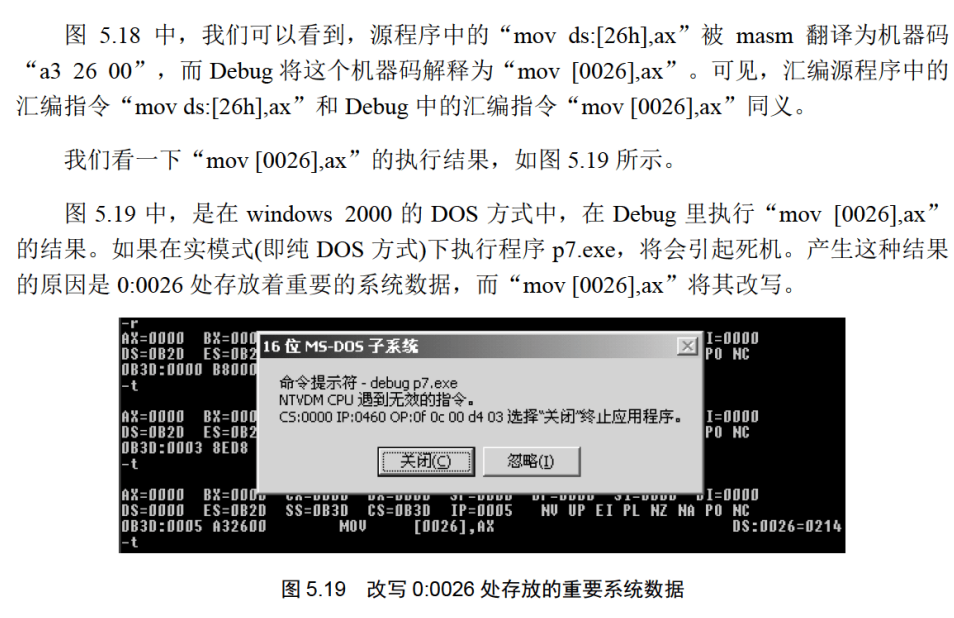 图 5.18 中，我们可以看到，源程序中的“mov ds:[26h],ax”被 masm 翻译为机器码
“a3 26 00”，而 Debug 将这个机器码解释为“mov [0026],ax”。可见，汇编源程序中的
汇编指令“mov ds:[26h],ax”和 Debug 中的汇编指令“mov [0026],ax”同义。
我们看一下“mov [0026],ax”的执行结果，如图 5.19 所示。
图 5.19 中，是在 windows 2000 的 DOS 方式中，在 Debug 里执行“mov [0026],ax”
的结果。如果在实模式(即纯 DOS 方式)下执行程序 p7.exe，将会引起死机。产生这种结果
的原因是 0:0026 处存放着重要的系统数据，而“mov [0026],ax”将其改写。
-r
AX=0000 BX=000 I=0000
DS=0B2D ES=0B2 PO NC
0B3D:0000 B8000
-t
AX=0000 BX=000 I=0000
DS=0B2D ES=0B2 PO NC
0B3D:0003 8ED8
-t
16 位 MS-DOS 子系统
命令提示符 - debug p7.exe
NTVDM CPU 遇到无效的指令。
CS:0000 IP:0460 OP:0f 0c 00 d4 03 选择“关闭”终止应用程序。
关闭(C) 忽略(I)
AX=0000 BX=0000 CX=000D DX=0000 SP=0000 BP=0000 SI=0000 DI=0000
DS=0000 ES=0B2D SS=0B3D CS=0B3D IP=0005 NV UP EI PL NZ NA PO NC
0B3D:0005 A32600 MOV [0026],AX DS:0026=0214
-t
图 5.19 改写 0:0026 处存放的重要系统数据